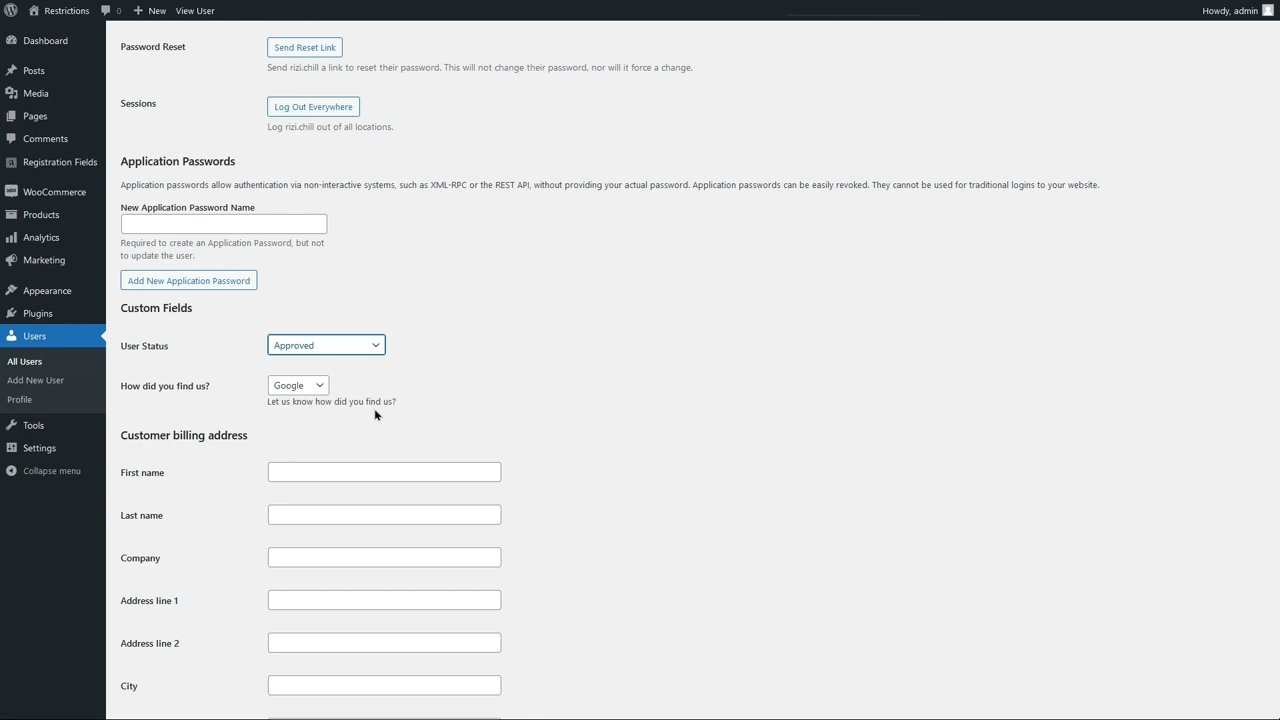 Restrictions
0
New
View User
Howdy, admin
Dashboard
Posts
Media
Pages
Comments
Registration Fields
WooCommerce
Products
Analytics
Marketing
Appearance
Plugins
Users
All Users
Add New User
Profile
Tools
Settings
Collapse menu
Password Reset
Send Reset Link
Send rizi.chill a link to reset their password. This will not change their password, nor will it force a change.
Sessions
Log Out Everywhere
Log rizi.chill out of all locations.
Application Passwords
Application passwords allow authentication via non-interactive systems, such as XML-RPC or the REST API, without providing your actual password. Application passwords can be easily revoked. They cannot be used for traditional logins to your website.
New Application Password Name
Required to create an Application Password, but not
to update the user.
Add New Application Password
Custom Fields
User Status
Approved
How did you find us?
Google
Let us know how did you find us?
Customer billing address
First name
Last name
Company
Address line 1
Address line 2
City